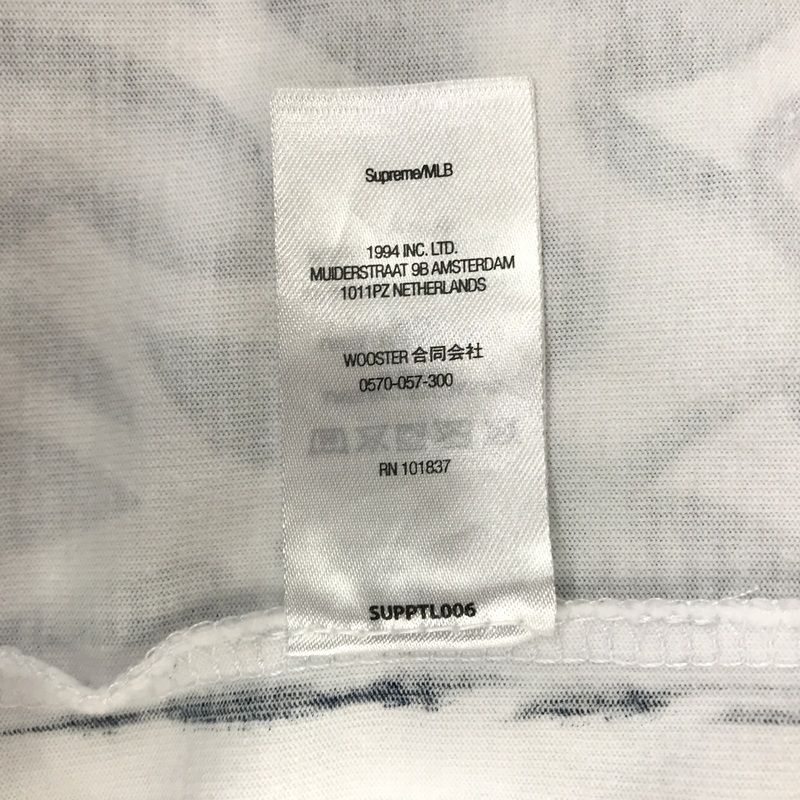 Supreme/MLB
1994 INC. LTD.
MUIDERSTRAAT 9B AMSTERDAM
1011PZ NETHERLANDS
WOOSTER 合同会社
0570-057-300
RN 101837
SUPPTL006